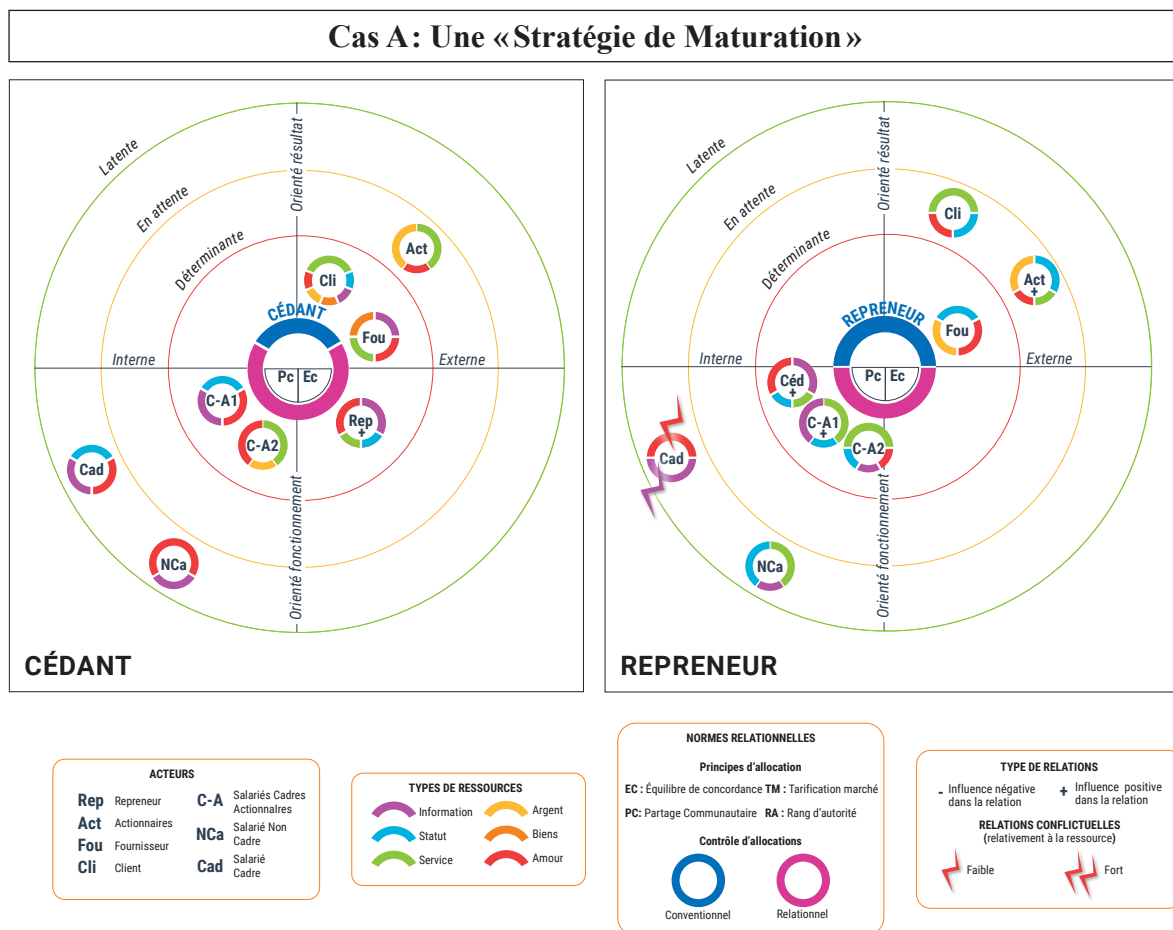 Cas A : Une « Stratégie de Maturation »
Latente
En attente
Déterminante
Orienté résultat
Act
Cli
CÉDANT
Fou
Interne
Externe
Pc
Ec
C-A1
Rep
+
C-A2
Cad
NCa
Orienté fonctionnement
CÉDANT
Latente
En attente
Déterminante
Orienté résultat
Cli
Act
+
REPRENEUR
Fou
Interne
Externe
Pc
Ec
Céd
+
C-A1
+
C-A2
Cad
NCa
Orienté fonctionnement
REPRENEUR
ACTEURS
Rep Repreneur
Act Actionnaires
Fou Fournisseur
Cli Client
C-A Salariés Cadres
Actionnaires
NCa Salarié Non
Cadre
Cad Salarié
Cadre
TYPES DE RESSOURCES
Information
Statut
Service
Argent
Biens
Amour
NORMES RELATIONNELLES
Principes d'allocation
EC : Équilibre de concordance TM : Tarification marché
PC: Partage Communautaire RA : Rang d'autorité
Contrôle d'allocations
Conventionnel
Relationnel
TYPE DE RELATIONS
- Influence négative
dans la relation
+ Influence positive
dans la relation
RELATIONS CONFLICTUELLES
(relativement à la ressource)
Faible
Fort